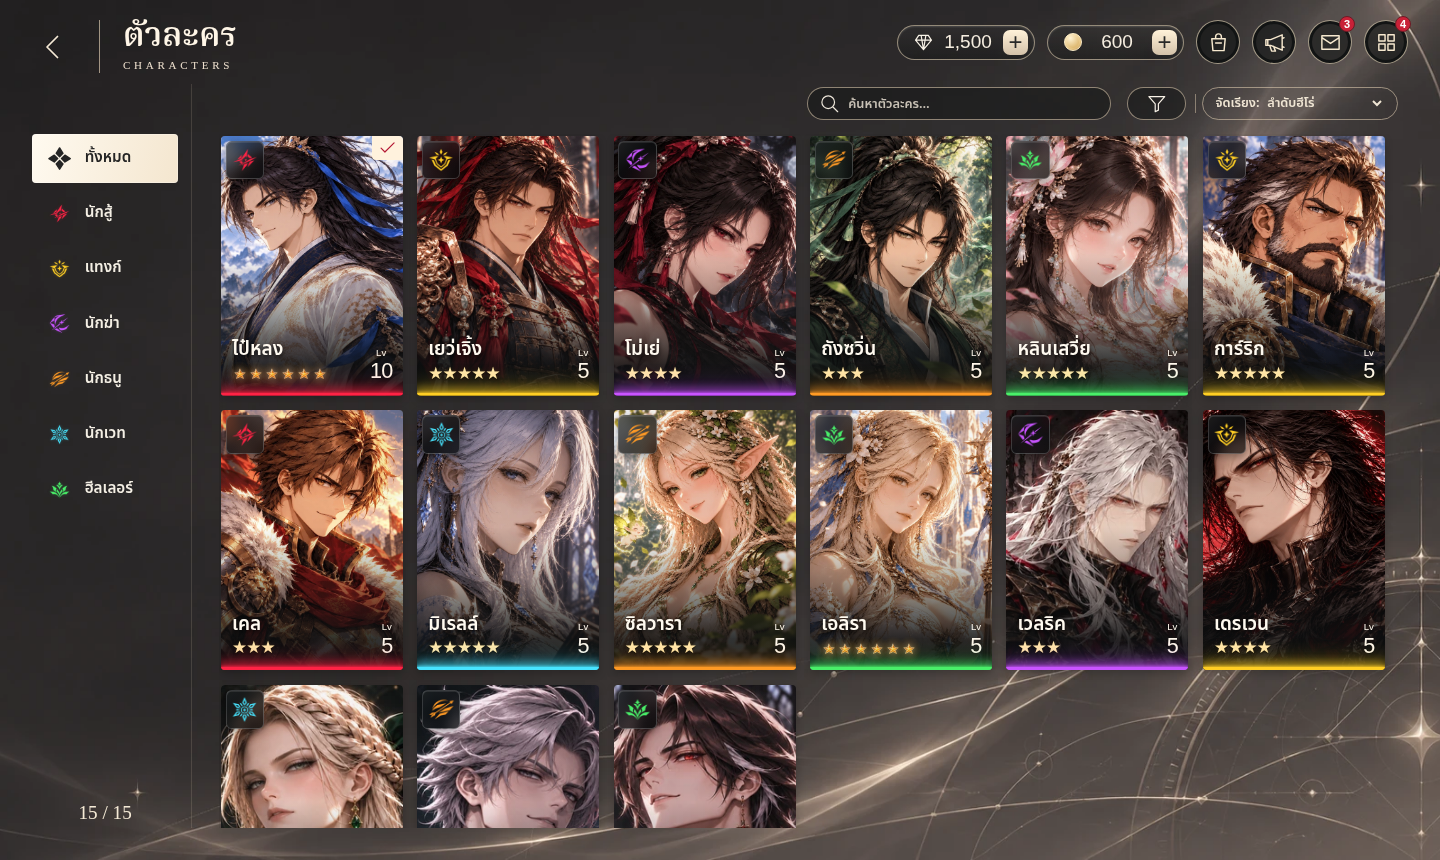 ตัวละคร
CHARACTERS
1,500
600
3
4
ค้นหาตัวละคร...
จัดเรียง: ลำดับฮีโร่
ทั้งหมด
นักสู้
แทงก์
นักฆ่า
นักธนู
นักเวท
ฮีลเลอร์
15 / 15
ไป๋หลง
Lv
10
เยว่เจิ้ง
Lv
5
โม่เย่
Lv
5
ถังซวิ่น
Lv
5
หลินเสวี่ย
Lv
5
การ์ริก
Lv
5
เคล
Lv
5
มิเรลล์
Lv
5
ซิลวารา
Lv
5
เอลิรา
Lv
5
เวลริค
Lv
5
เดรเวน
Lv
5